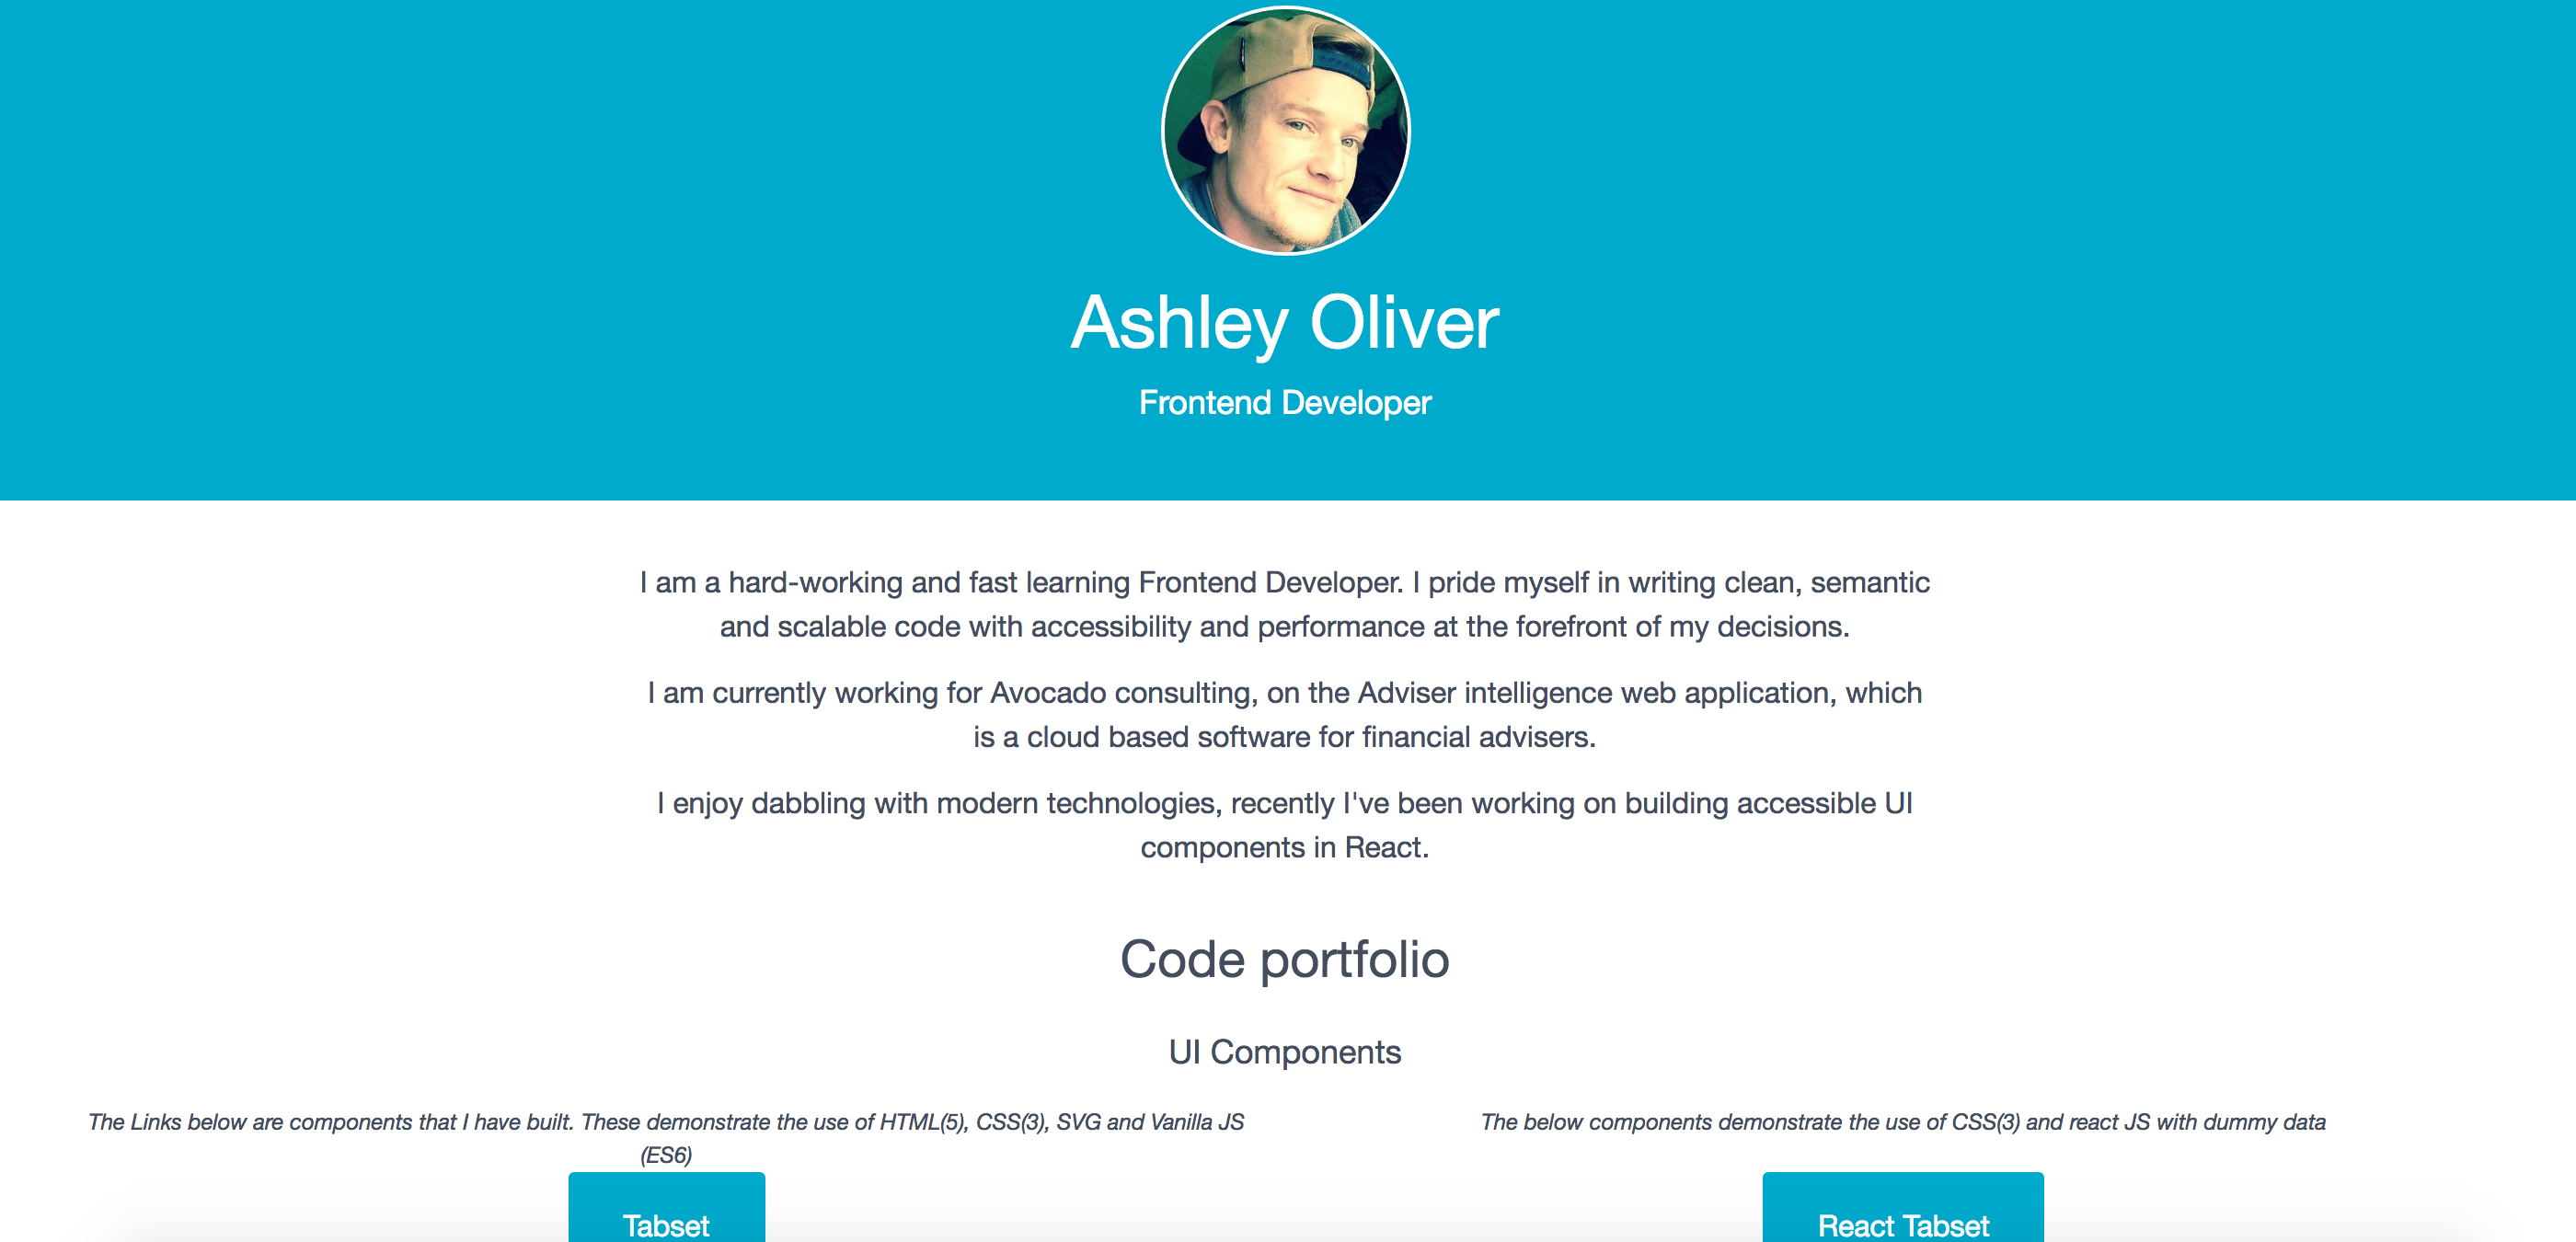 Ashley Oliver
Frontend Developer
I am a hard-working and fast learning Frontend Developer. I pride myself in writing clean, semantic
and scalable code with accessibility and performance at the forefront of my decisions.
I am currently working for Avocado consulting, on the Adviser intelligence web application, which
is a cloud based software for financial advisers.
I enjoy dabbling with modern technologies, recently I've been working on building accessible UI
components in React.
Code portfolio
UI Components
The Links below are components that I have built. These demonstrate the use of HTML(5), CSS(3), SVG and Vanilla JS
(ES6)
Tabset
The below components demonstrate the use of CSS(3) and react JS with dummy data
React Tabset